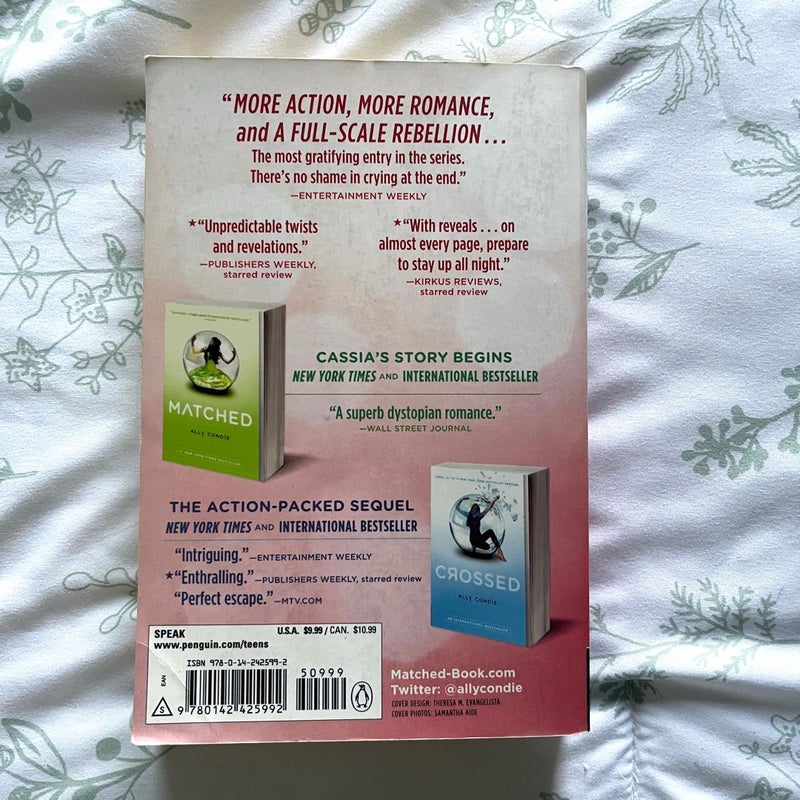 “MORE ACTION, MORE ROMANCE,
and A FULL-SCALE REBELLION...
The most gratifying entry in the series.
There’s no shame in crying at the end.”
—ENTERTAINMENT WEEKLY
★“Unpredictable twists
and revelations.”
—PUBLISHERS WEEKLY,
starred review
★“With reveals . . . on
almost every page, prepare
to stay up all night.”
—KIRKUS REVIEWS,
starred review
MATCHED
ALLY CONDIE
CASSIA’S STORY BEGINS
NEW YORK TIMES AND INTERNATIONAL BESTSELLER
“A superb dystopian romance.”
—WALL STREET JOURNAL
THE ACTION-PACKED SEQUEL
NEW YORK TIMES AND INTERNATIONAL BESTSELLER
“Intriguing.”—ENTERTAINMENT WEEKLY
★“Enthralling.”—PUBLISHERS WEEKLY, starred review
“Perfect escape.”—MTV.COM
CROSSED
ALLY CONDIE
AN INTERNATIONAL BESTSELLER
SPEAK
U.S.A. $9.99 / CAN. $10.99
www.penguin.com/teens
ISBN 978-0-14-242599-2
50999
EAN
9 780142 425992
S
Matched-Book.com
Twitter: @allycondie
COVER DESIGN: THERESA M. EVANGELISTA
COVER PHOTOS: SAMANTHA AIDE